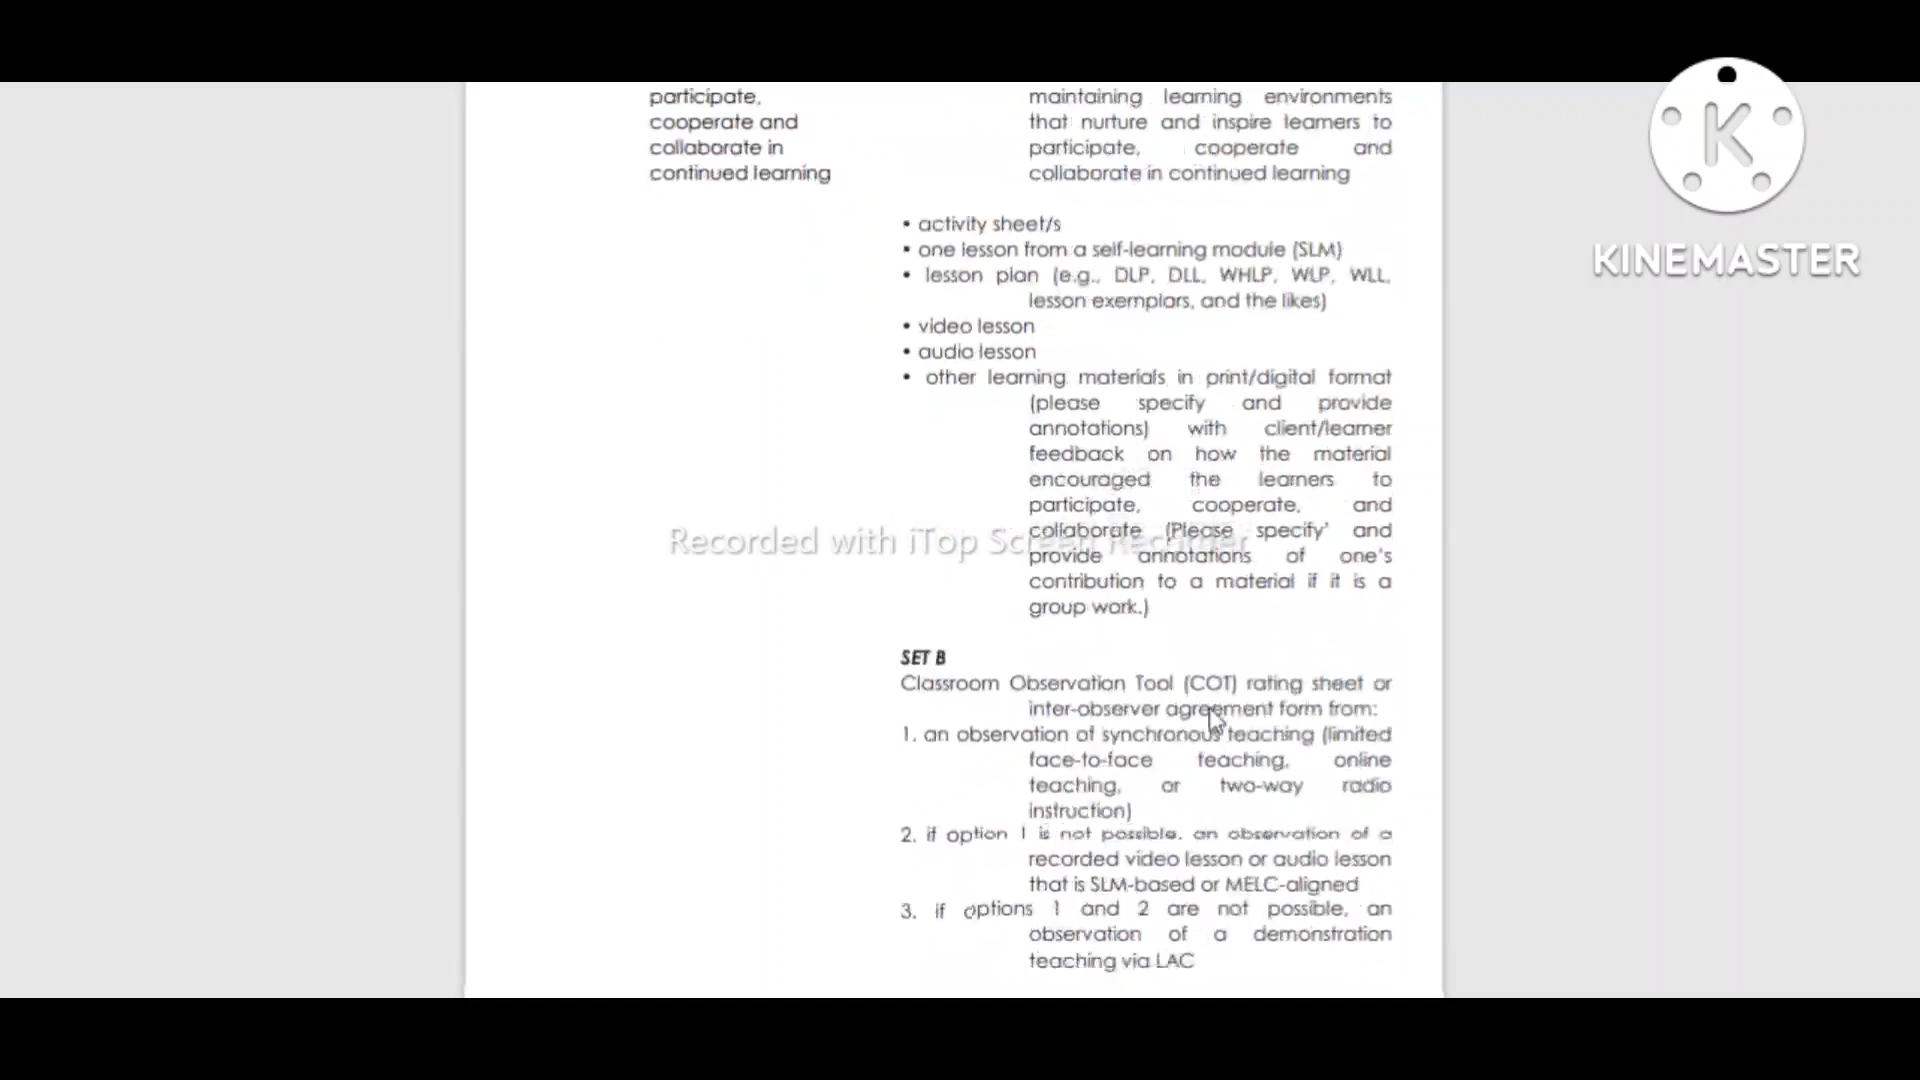 participate,
cooperate and
collaborate in
continued learning
maintaining learning environments
that nurture and inspire learners to
participate, cooperate and
collaborate in continued learning
• activity sheet/s
• one lesson from a self-learning module (SLM)
• lesson plan (e.g., DLP, DLL, WHLP, WLP, WLL,
lesson exemplars, and the likes)
• video lesson
• audio lesson
• other learning materials in print/digital format
(please specify and provide
annotations) with client/learner
feedback on how the material
encouraged the learners to
participate, cooperate, and
collaborate (Please specify' and
provide annotations of one's
contribution to a material if it is a
group work.)
SET B
Classroom Observation Tool (COT) rating sheet or
inter-observer agreement form from:
1. an observation of synchronous teaching (limited
face-to-face teaching, online
teaching, or two-way radio
instruction)
2. if option 1 is not possible, an observation of a
recorded video lesson or audio lesson
that is SLM-based or MELC-aligned
3. if options 1 and 2 are not possible, an
observation of a demonstration
teaching via LAC
Recorded with iTop Screen Recorder
K
KINEMASTER